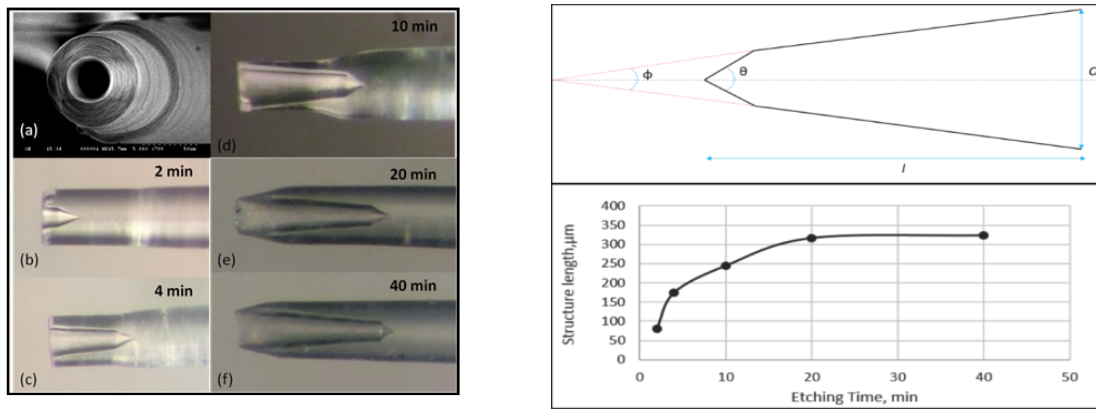 (a)
10 min
(d)
2 min
(b)
20 min
(e)
4 min
(c)
40 min
(f)
ϕ
θ
l
Structure length,µm
400
350
300
250
200
150
100
50
0
0 10 20 30 40 50
Etching Time, min